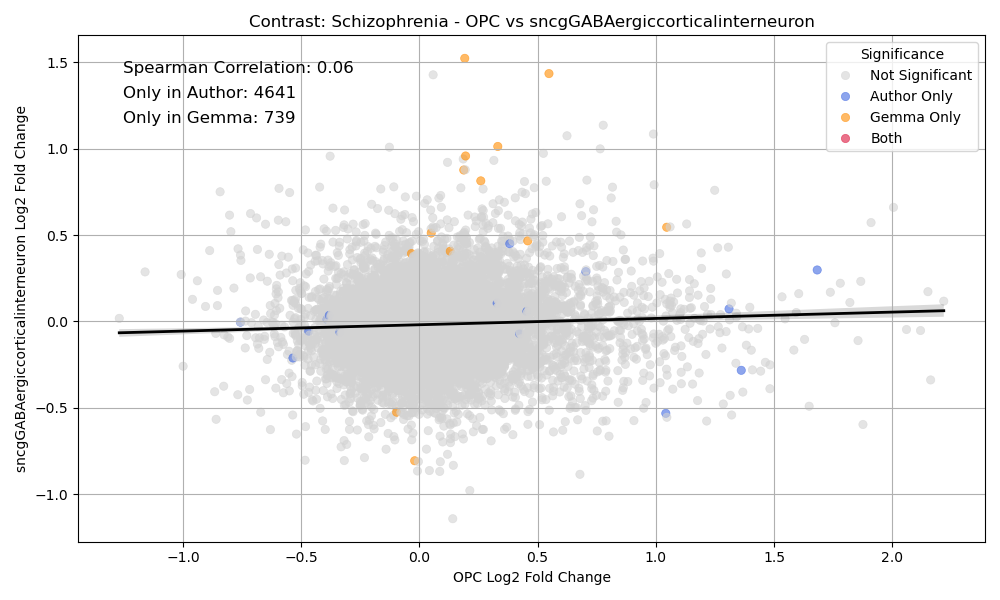 Contrast: Schizophrenia - OPC vs sncgGABAergiccorticalinterneuron
Spearman Correlation: 0.06
Only in Author: 4641
Only in Gemma: 739
Significance
Not Significant
Author Only
Gemma Only
Both
sncgGABAergiccorticalinterneuron Log2 Fold Change
1.5
1.0
0.5
0.0
−0.5
−1.0
−1.0
−0.5
0.0
0.5
1.0
1.5
2.0
OPC Log2 Fold Change